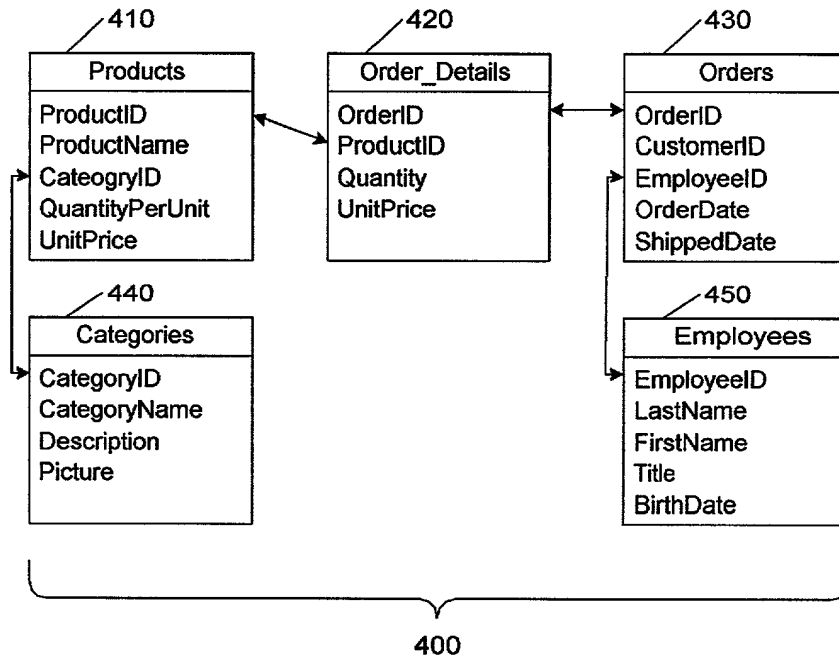 410
Products
ProductID
ProductName
CateogryID
QuantityPerUnit
UnitPrice
420
Order_Details
OrderID
ProductID
Quantity
UnitPrice
430
Orders
OrderID
CustomerID
EmployeeID
OrderDate
ShippedDate
440
Categories
CategoryID
CategoryName
Description
Picture
450
Employees
EmployeeID
LastName
FirstName
Title
BirthDate
400